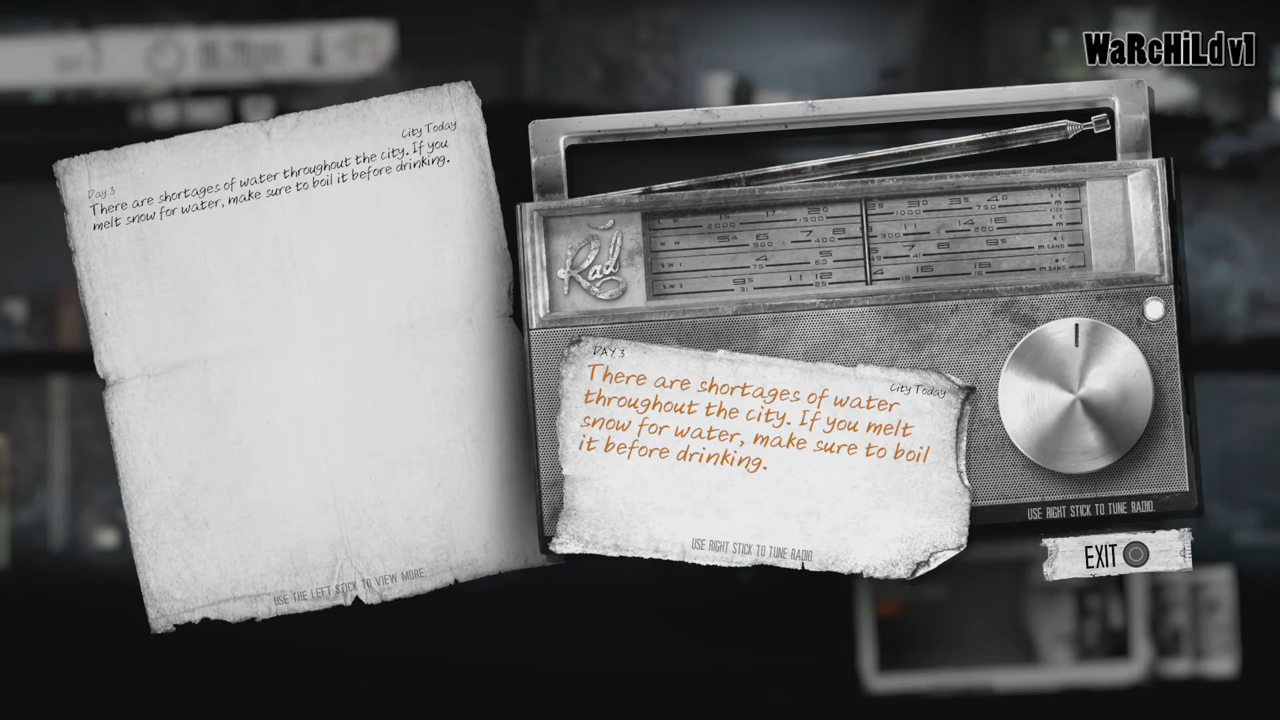 WaRcHiLd v1
City Today
Day 3
There are shortages of water throughout the city. If you
melt snow for water, make sure to boil it before drinking.
USE THE LEFT STICK TO VIEW MORE.
Rad
DAY 3
City Today
There are shortages of water
throughout the city. If you melt
snow for water, make sure to boil
it before drinking.
USE RIGHT STICK TO TUNE RADIO.
USE RIGHT STICK TO TUNE RADIO.
EXIT